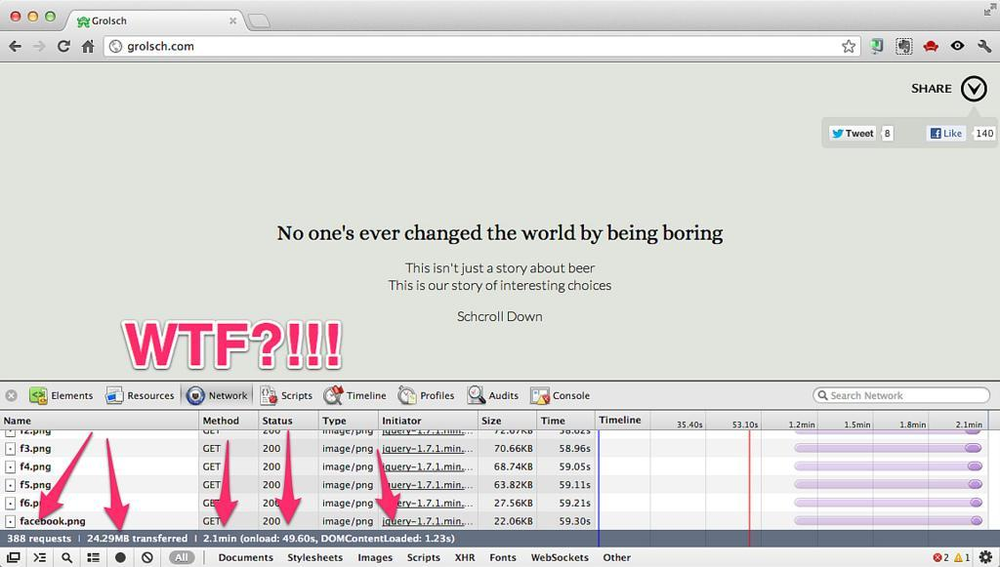 Grolsch
grolsch.com
SHARE
Tweet 8 Like 140
No one's ever changed the world by being boring
This isn't just a story about beer
This is our story of interesting choices
Schcroll Down
WTF?!!!
Elements Resources Network Scripts Timeline Profiles Audits Console Search Network
Name Method Status Type Initiator Size Time Timeline 35.40s 53.10s 1.2min 1.5min 1.8min 2.1min
f2.png GET 200 image/png jquery-1.7.1.min.... 72.67KB 58.62s
f3.png GET 200 image/png jquery-1.7.1.min.... 70.66KB 58.96s
f4.png GET 200 image/png jquery-1.7.1.min.... 68.74KB 59.05s
f5.png GET 200 image/png jquery-1.7.1.min.... 63.82KB 59.11s
f6.png GET 200 image/png jquery-1.7.1.min.... 27.56KB 59.21s
facebook.png GET 200 image/png jquery-1.7.1.min.... 22.06KB 59.30s
388 requests | 24.29MB transferred | 2.1min (onload: 49.60s, DOMContentLoaded: 1.23s)
All Documents Stylesheets Images Scripts XHR Fonts WebSockets Other 2 1